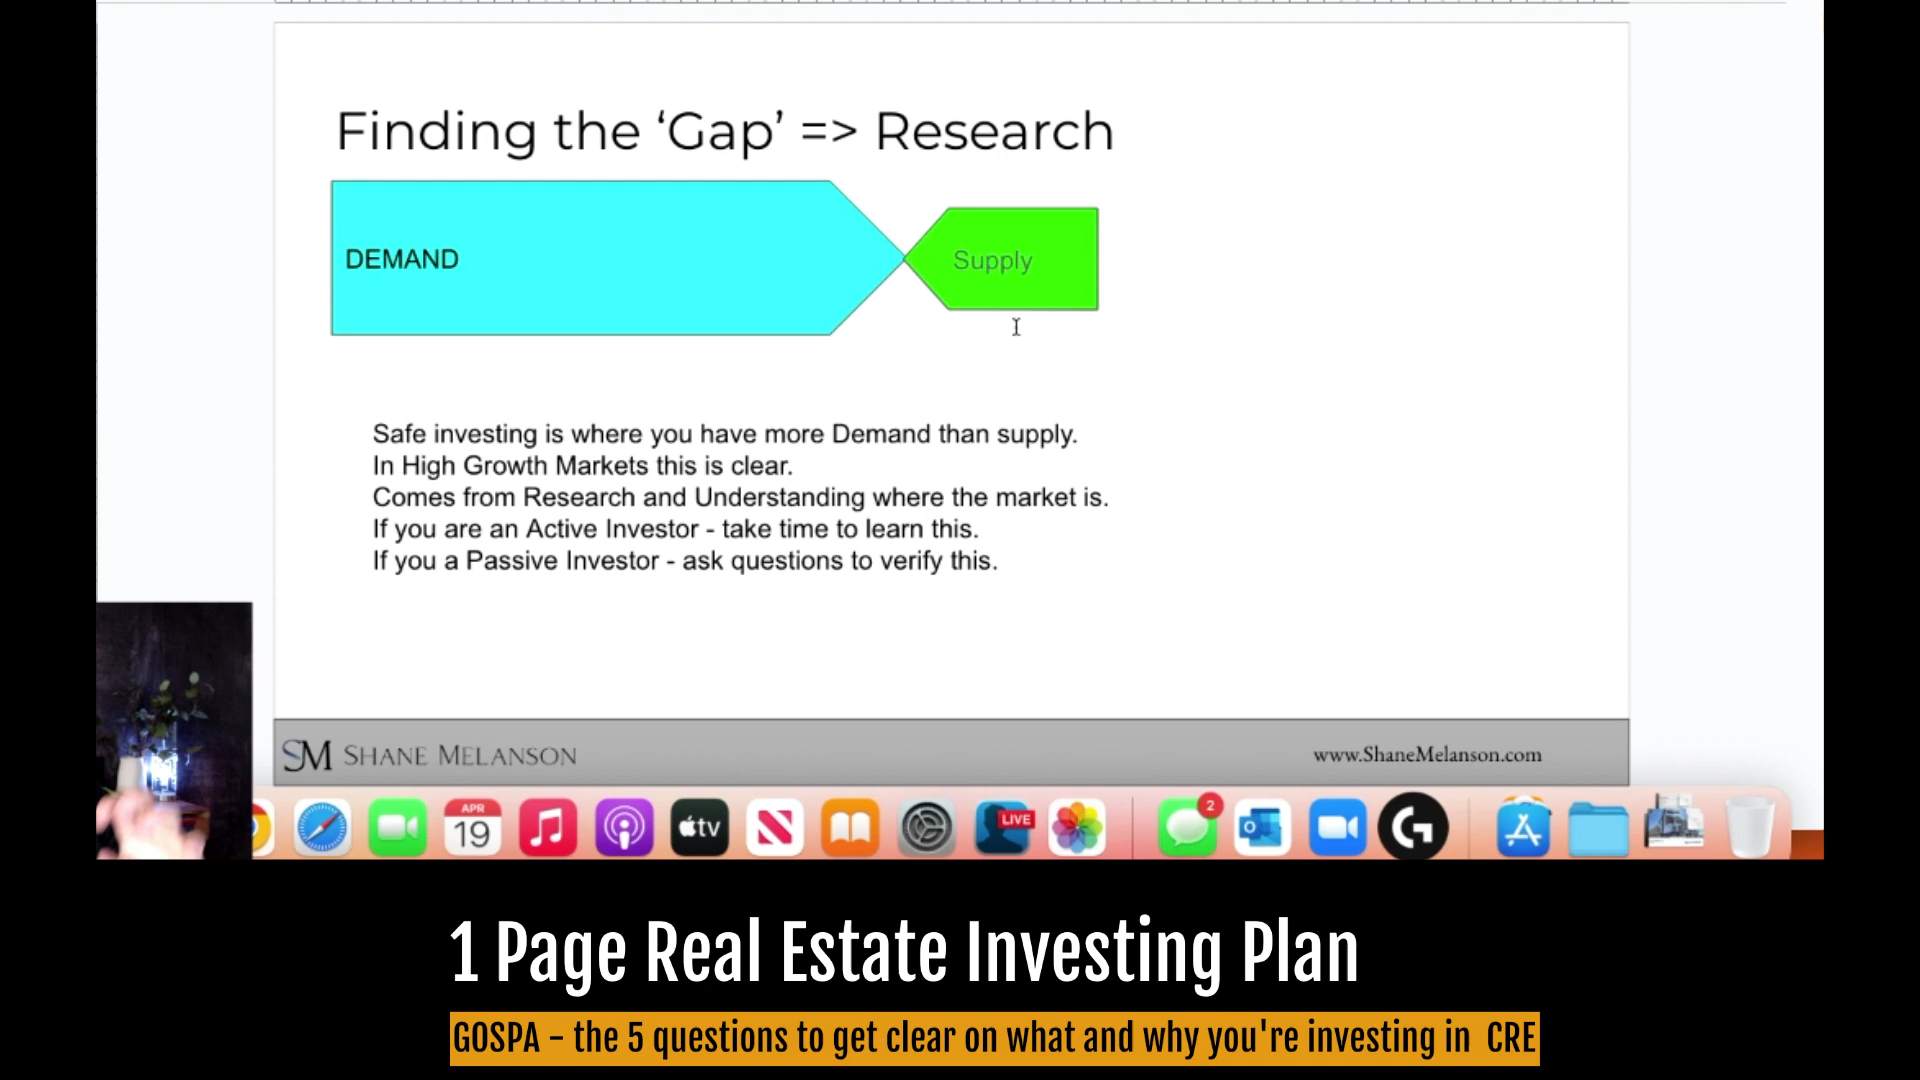 Finding the ‘Gap’ => Research
DEMAND
Supply
Safe investing is where you have more Demand than supply.
In High Growth Markets this is clear.
Comes from Research and Understanding where the market is.
If you are an Active Investor - take time to learn this.
If you a Passive Investor - ask questions to verify this.
SM SHANE MELANSON
www.ShaneMelanson.com
APR
19
tv
LIVE
2
1 Page Real Estate Investing Plan
GOSPA - the 5 questions to get clear on what and why you're investing in CRE